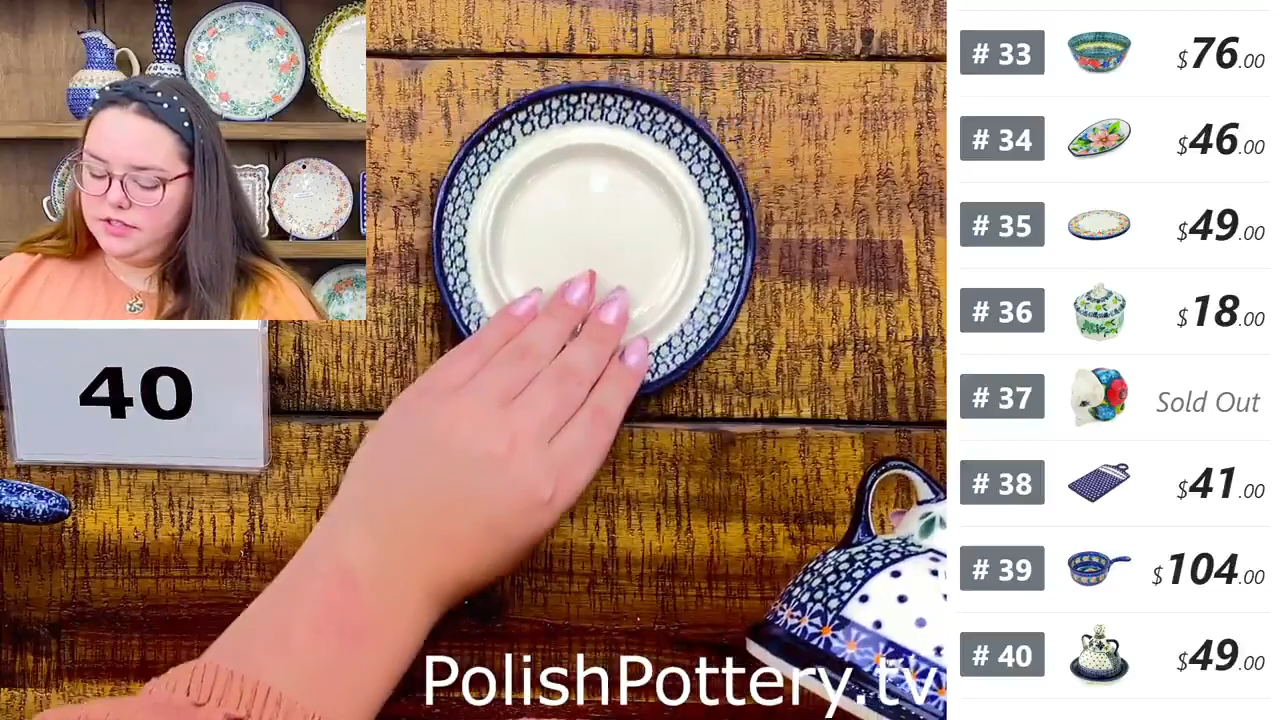 40
PolishPottery.tv
# 33 $76.00
# 34 $46.00
# 35 $49.00
# 36 $18.00
# 37 Sold Out
# 38 $41.00
# 39 $104.00
# 40 $49.00